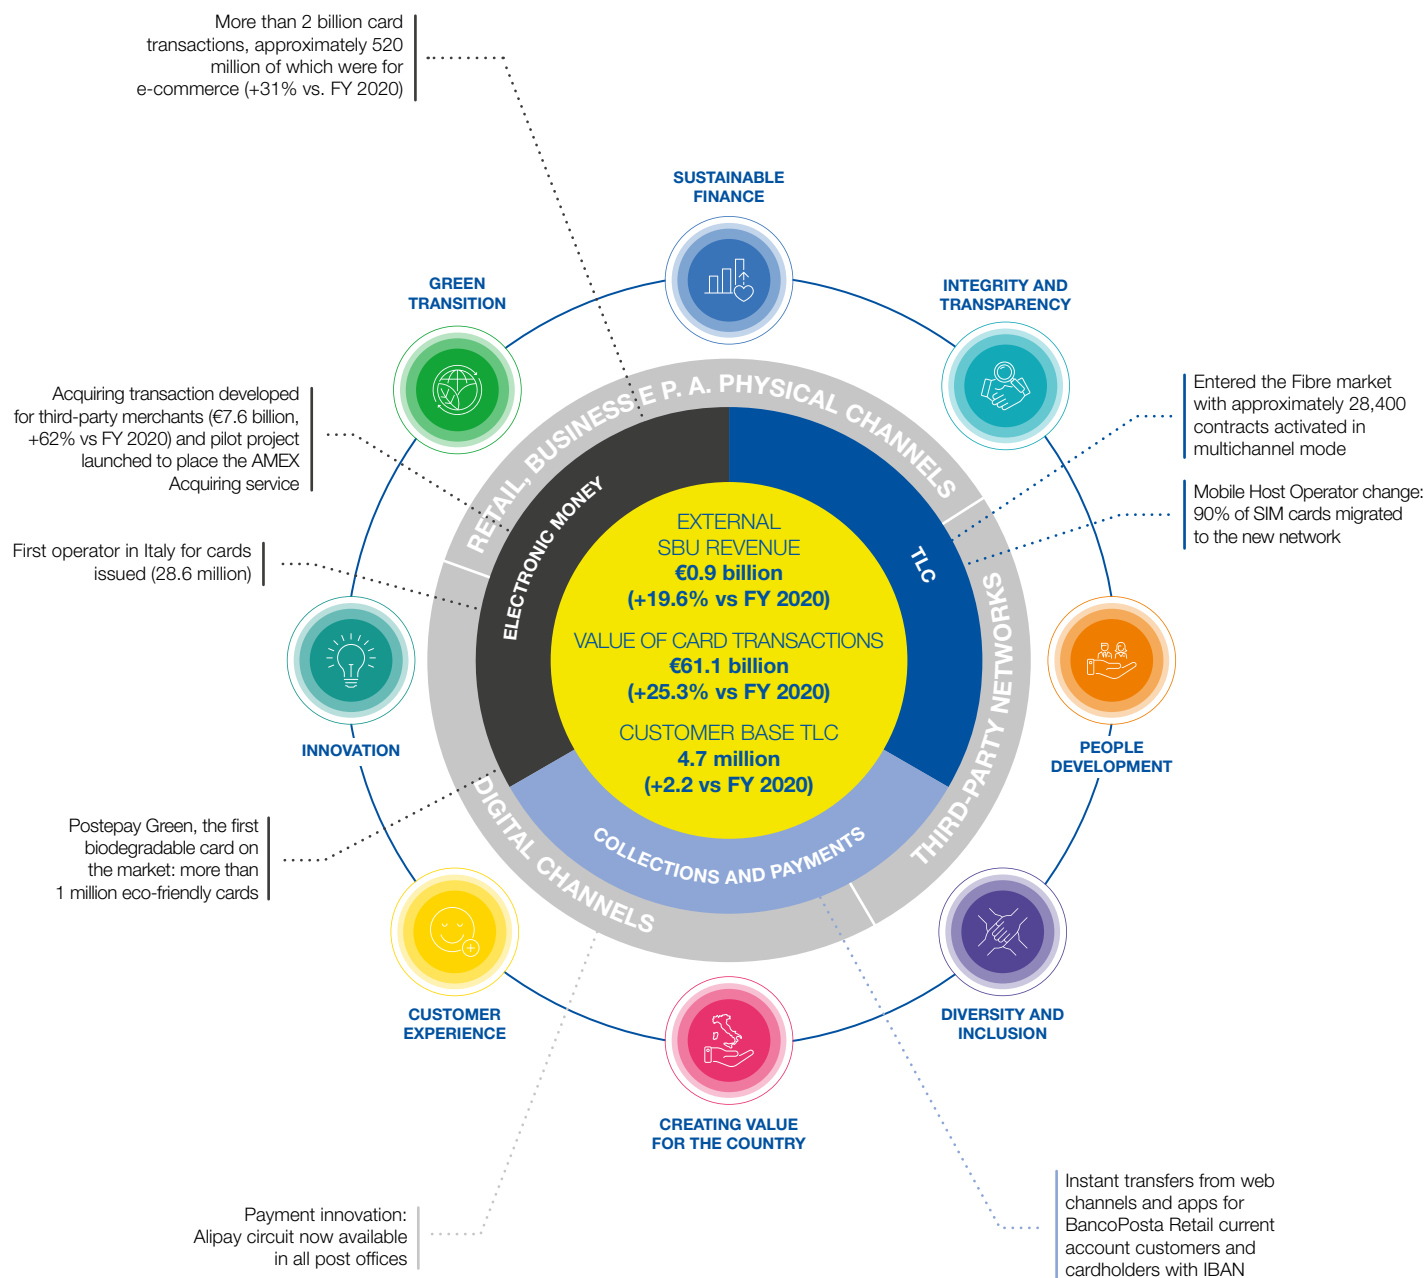 More than 2 billion card
transactions, approximately 520
million of which were for
e-commerce (+31% vs. FY 2020)
SUSTAINABLE
FINANCE
GREEN
TRANSITION
INTEGRITY AND
TRANSPARENCY
Acquiring transaction developed
for third-party merchants (€7.6 billion,
+62% vs FY 2020) and pilot project
launched to place the AMEX
Acquiring service
Entered the Fibre market
with approximately 28,400
contracts activated in
multichannel mode
Mobile Host Operator change:
90% of SIM cards migrated
to the new network
First operator in Italy for cards
issued (28.6 million)
RETAIL, BUSINESS E P. A. PHYSICAL CHANNELS
ELECTRONIC MONEY
TLC
EXTERNAL
SBU REVENUE
€0.9 billion
(+19.6% vs FY 2020)
VALUE OF CARD TRANSACTIONS
€61.1 billion
(+25.3% vs FY 2020)
CUSTOMER BASE TLC
4.7 million
(+2.2 vs FY 2020)
THIRD-PARTY NETWORKS
COLLECTIONS AND PAYMENTS
DIGITAL CHANNELS
INNOVATION
PEOPLE
DEVELOPMENT
Postepay Green, the first
biodegradable card on
the market: more than
1 million eco-friendly cards
CUSTOMER
EXPERIENCE
DIVERSITY AND
INCLUSION
CREATING VALUE
FOR THE COUNTRY
Payment innovation:
Alipay circuit now available
in all post offices
Instant transfers from web
channels and apps for
BancoPosta Retail current
account customers and
cardholders with IBAN